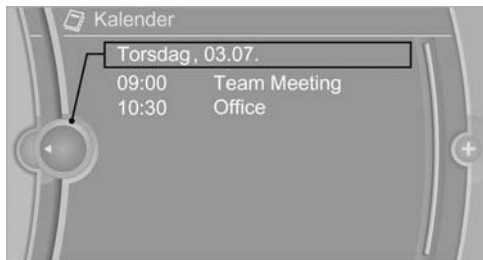 Kalender
Torsdag, 03.07.
09:00 Team Meeting
10:30 Office